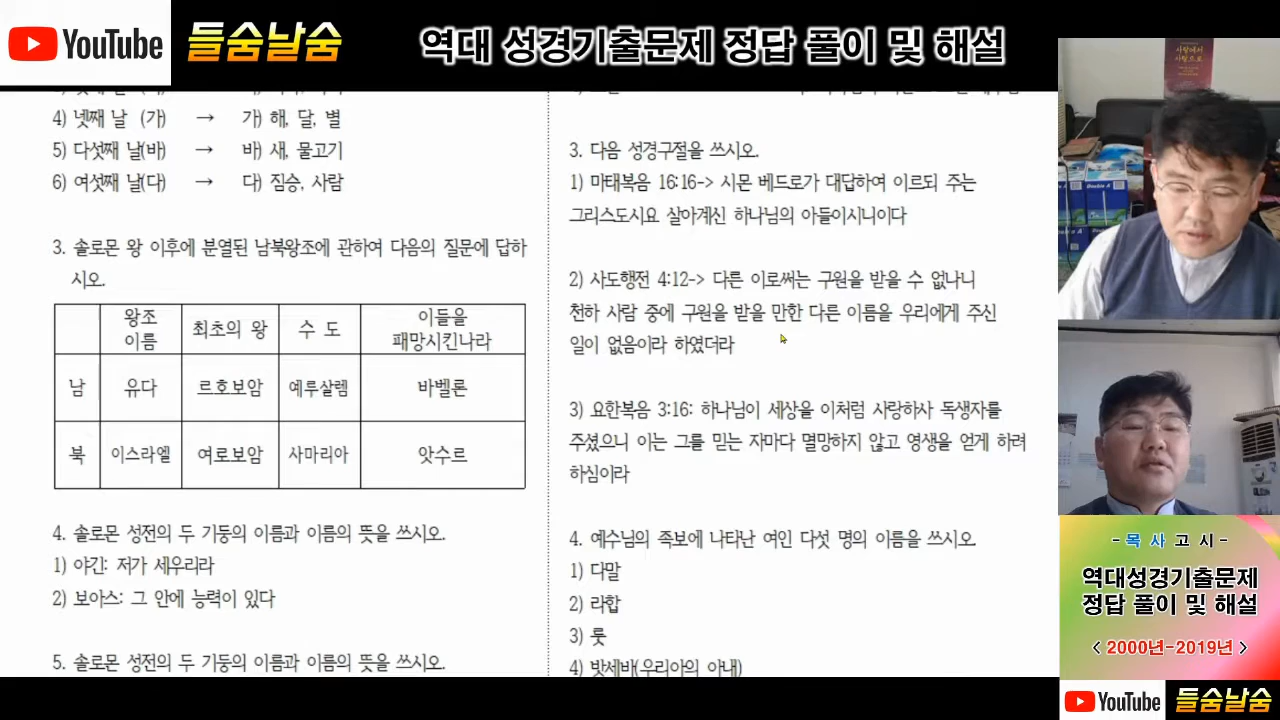 YouTube 들숨날숨 역대 성경기출문제 정답 풀이 및 해설
4) 넷째 날 (가) → 가) 해, 달, 별
5) 다섯째 날(바) → 바) 새, 물고기
6) 여섯째 날(다) → 다) 짐승, 사람
3. 솔로몬 왕 이후에 분열된 남북왕조에 관하여 다음의 질문에 답하
시오.
왕조 이름 최초의 왕 수 도 이들을 패망시킨나라
남 유다 르호보암 예루살렘 바벨론
북 이스라엘 여로보암 사마리아 앗수르
4. 솔로몬 성전의 두 기둥의 이름과 이름의 뜻을 쓰시오.
1) 야긴: 저가 세우리라
2) 보아스: 그 안에 능력이 있다
5. 솔로몬 성전의 두 기둥의 이름과 이름의 뜻을 쓰시오.
3. 다음 성경구절을 쓰시오.
1) 마태복음 16:16-> 시몬 베드로가 대답하여 이르되 주는
그리스도시요 살아계신 하나님의 아들이시니이다
2) 사도행전 4:12-> 다른 이로써는 구원을 받을 수 없나니
천하 사람 중에 구원을 받을 만한 다른 이름을 우리에게 주신
일이 없음이라 하였더라
3) 요한복음 3:16: 하나님이 세상을 이처럼 사랑하사 독생자를
주셨으니 이는 그를 믿는 자마다 멸망하지 않고 영생을 얻게 하려
하심이라
4. 예수님의 족보에 나타난 여인 다섯 명의 이름을 쓰시오.
1) 다말
2) 라합
3) 룻
4) 밧세바(우리아의 아내)
사랑에서
사랑으로
Double A
- 목 사 고 시 -
역대성경기출문제
정답 풀이 및 해설
< 2000년-2019년 >
YouTube 들숨날숨